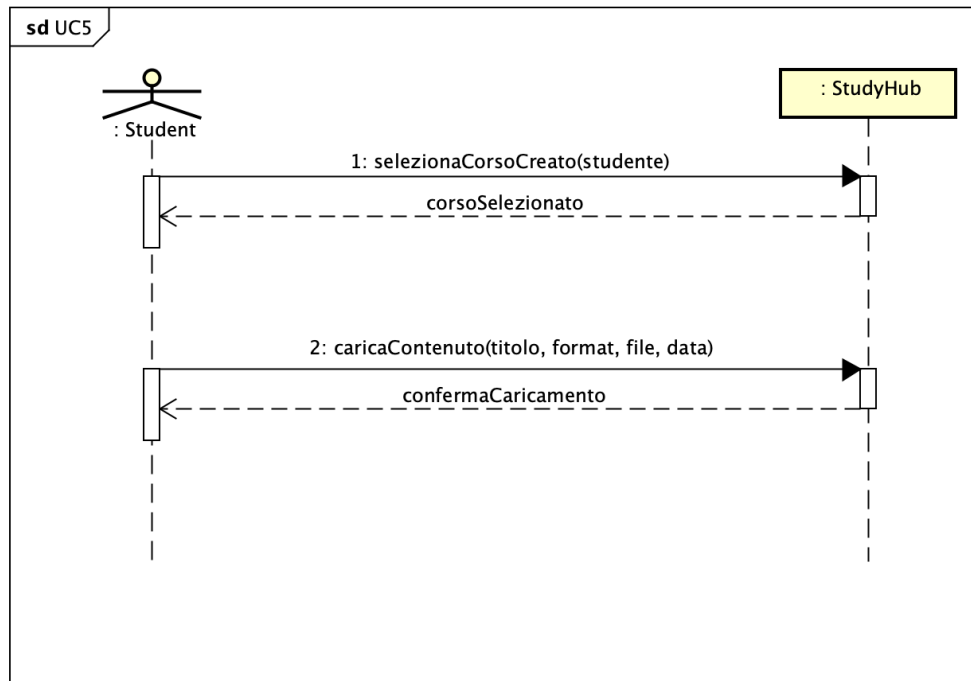 sd UC5
: Student
: StudyHub
1: selezionaCorsoCreato(studente)
corsoSelezionato
2: caricaContenuto(titolo, format, file, data)
confermaCaricamento